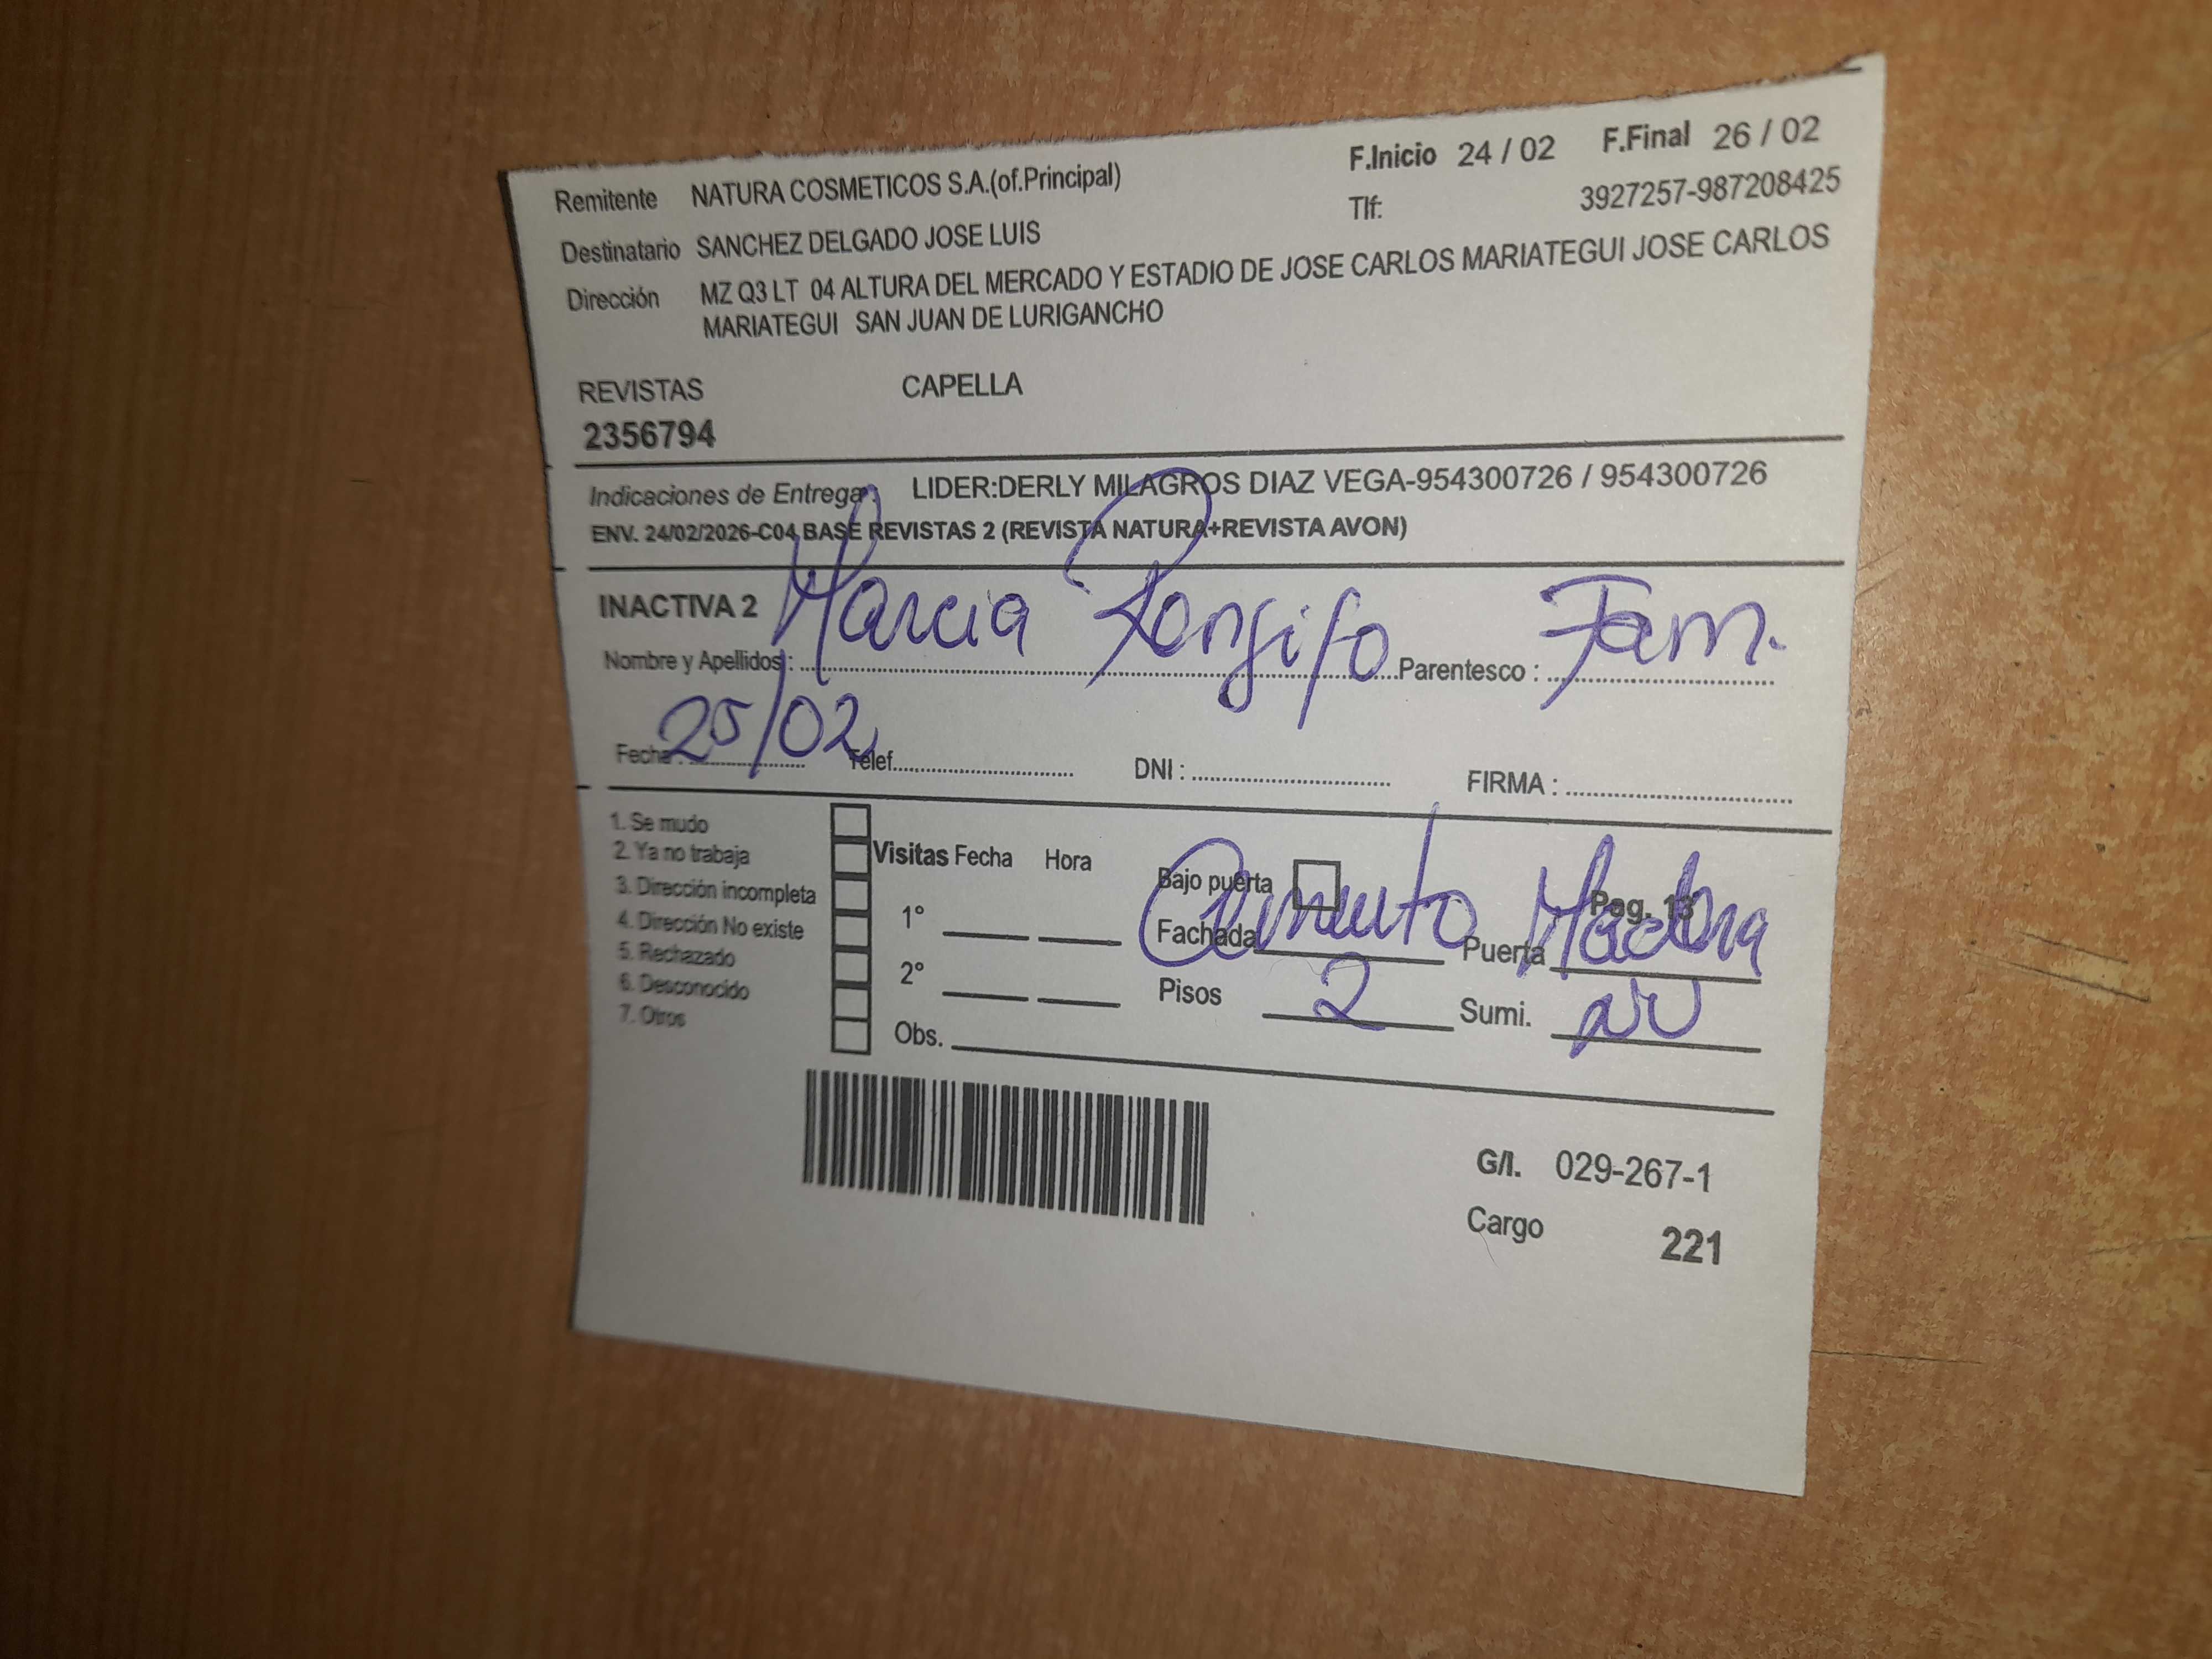 Remitente NATURA COSMETICOS S.A.(of.Principal) F.Inicio 24 / 02 F.Final 26 / 02
Destinatario SANCHEZ DELGADO JOSE LUIS Tlf: 3927257-987208425
Dirección MZ Q3 LT 04 ALTURA DEL MERCADO Y ESTADIO DE JOSE CARLOS MARIATEGUI JOSE CARLOS
MARIATEGUI SAN JUAN DE LURIGANCHO
REVISTAS CAPELLA
2356794
Indicaciones de Entrega : LIDER:DERLY MILAGROS DIAZ VEGA-954300726 / 954300726
ENV. 24/02/2026-C04 BASE REVISTAS 2 (REVISTA NATURA+REVISTA AVON)
INACTIVA 2
Nombre y Apellidos : Marcia Rengifo Parentesco : Fam.
Fecha : 25/02 Telef. DNI : FIRMA :
1. Se mudo
2. Ya no trabaja
3. Dirección incompleta
4. Dirección No existe
5. Rechazado
6. Desconocido
7. Otros
Visitas Fecha Hora
1°
2°
Obs.
Bajo puerta Pag. 13
Fachada Cemento Puerta Madera
Pisos 2 Sumi.
G/I. 029-267-1
Cargo 221